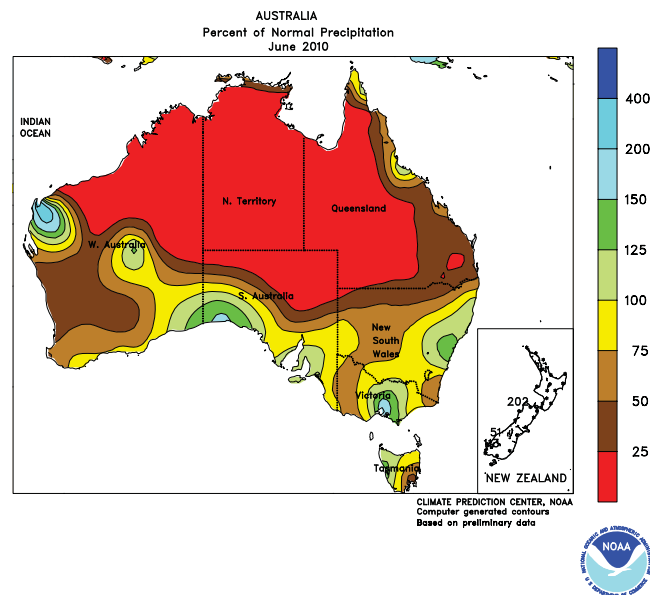 AUSTRALIA
Percent of Normal Precipitation
June 2010
INDIAN
OCEAN
N. Territory
Queensland
W. Australia
S. Australia
New
South
Wales
Victoria
Tasmania
400
200
150
125
100
75
50
25
202
51
NEW ZEALAND
CLIMATE PREDICTION CENTER, NOAA
Computer generated contours
Based on preliminary data
NOAA